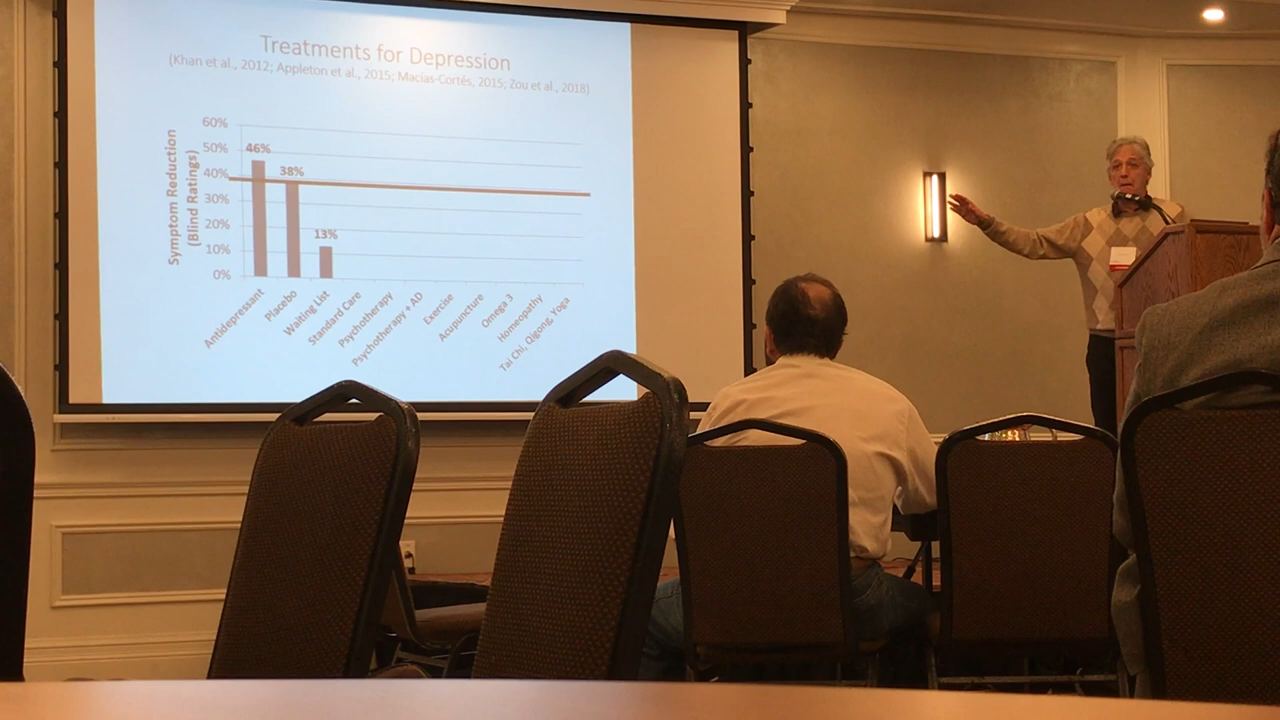 Treatments for Depression
(Khan et al., 2012; Appleton et al., 2015; Macías-Cortés, 2015; Zou et al., 2018)
Symptom Reduction
(Blind Ratings)
60%
50%
40%
30%
20%
10%
0%
46%
38%
13%
Antidepressant
Placebo
Waiting List
Standard Care
Psychotherapy
Psychotherapy + AD
Exercise
Acupuncture
Omega 3
Homeopathy
Tai Chi, Qigong, Yoga